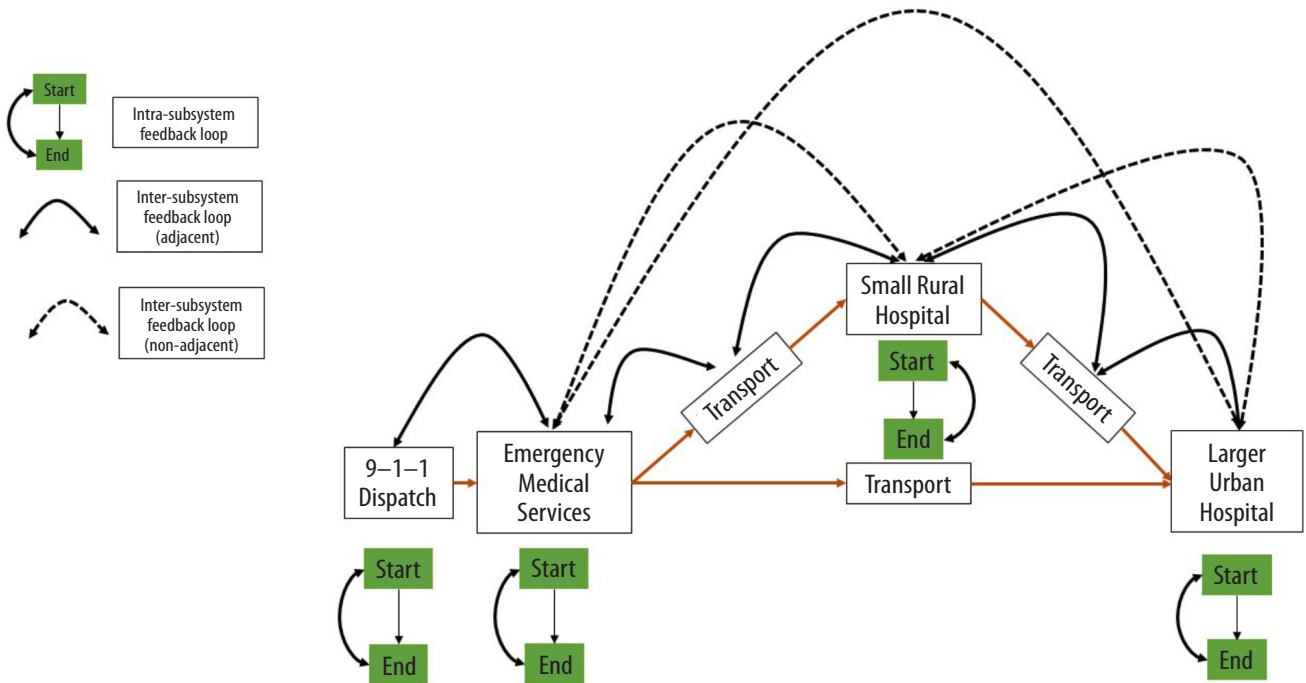 Start
End
Intra-subsystem
feedback loop
Inter-subsystem
feedback loop
(adjacent)
Inter-subsystem
feedback loop
(non-adjacent)
9–1–1
Dispatch
Emergency
Medical
Services
Transport
Small Rural
Hospital
Transport
Transport
Larger
Urban
Hospital
Start
End
Start
End
Start
End
Start
End